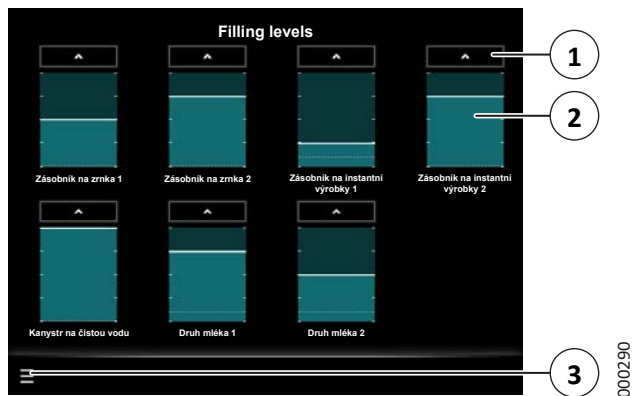 Filling levels
1
2
Zásobník na zrnka 1
Zásobník na zrnka 2
Zásobník na instantní
výrobky 1
Zásobník na instantní
výrobky 2
Kanystr na čistou vodu
Druh mléka 1
Druh mléka 2
3
000290